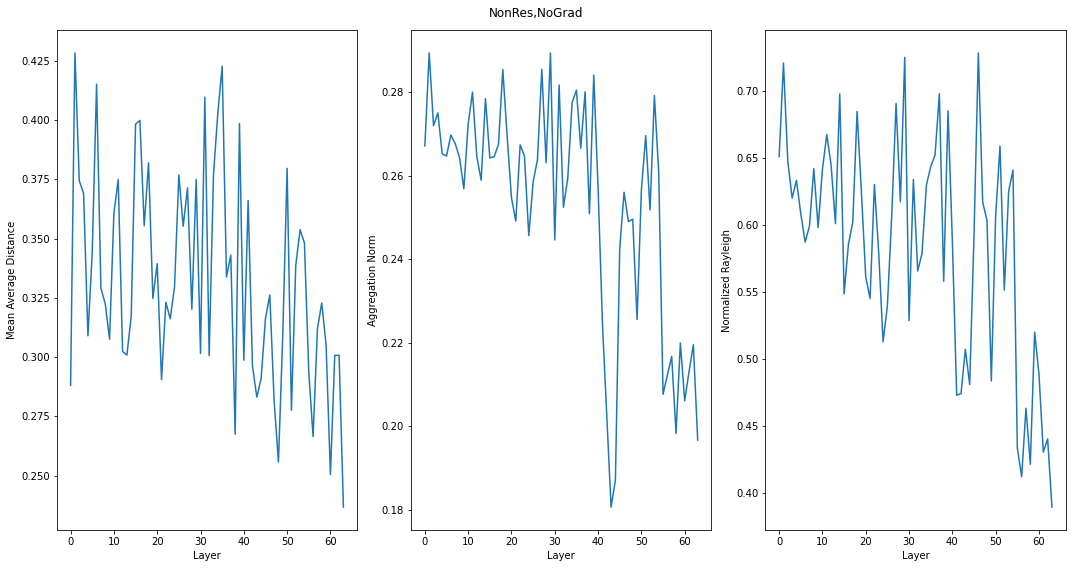 NonRes,NoGrad
Mean Average Distance
0.425
0.400
0.375
0.350
0.325
0.300
0.275
0.250
0 10 20 30 40 50 60
Layer
Aggregation Norm
0.28
0.26
0.24
0.22
0.20
0.18
0 10 20 30 40 50 60
Layer
Normalized Rayleigh
0.70
0.65
0.60
0.55
0.50
0.45
0.40
0 10 20 30 40 50 60
Layer